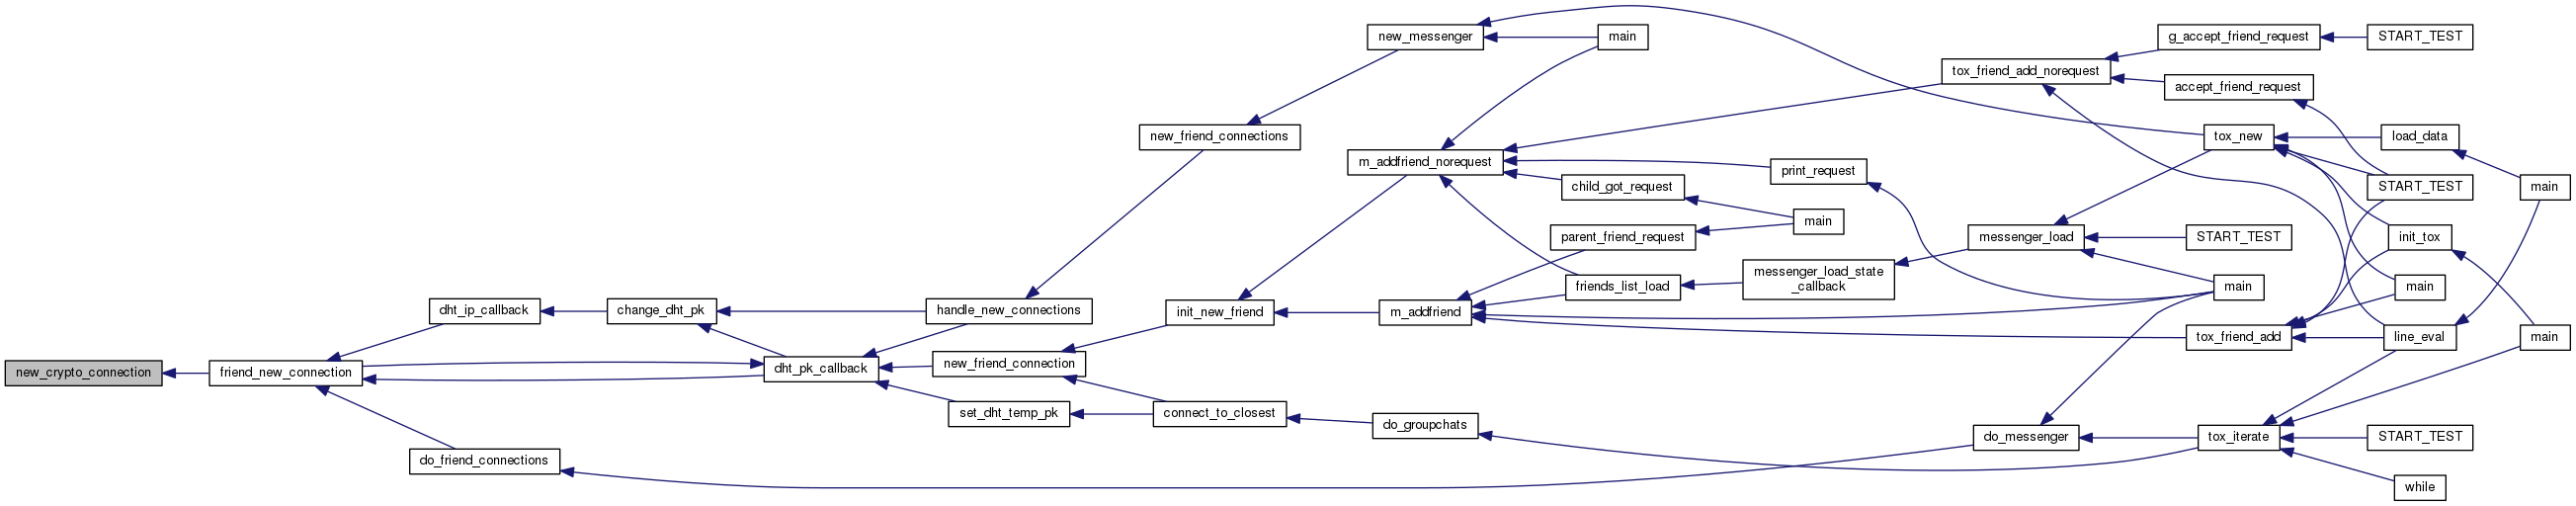 new_crypto_connection
friend_new_connection
dht_ip_callback
do_friend_connections
change_dht_pk
dht_pk_callback
handle_new_connections
new_friend_connection
set_dht_temp_pk
new_friend_connections
init_new_friend
connect_to_closest
new_messenger
m_addfriend_norequest
m_addfriend
do_groupchats
main
child_got_request
parent_friend_request
friends_list_load
print_request
main
messenger_load_state
_callback
tox_friend_add_norequest
messenger_load
do_messenger
g_accept_friend_request
accept_friend_request
tox_new
START_TEST
main
tox_friend_add
tox_iterate
START_TEST
load_data
START_TEST
init_tox
main
line_eval
START_TEST
while
main
main